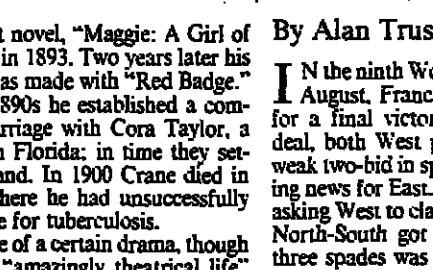 t novel, "Maggie: A Girl of
in 1893. Two years later his
as made with "Red Badge."
890s he established a com-
rriage with Cora Taylor, a
n Florida; in time they set-
and. In 1900 Crane died in
here he had unsuccessfully
e for tuberculosis.
e of a certain drama, though
"amazingly theatrical life"
By Alan Trus
IN the ninth Wo
August, Franc
for a final victor
deal, both West
weak two-bid in sp
ing news for East.
asking West to cla
North-South got
three spades was